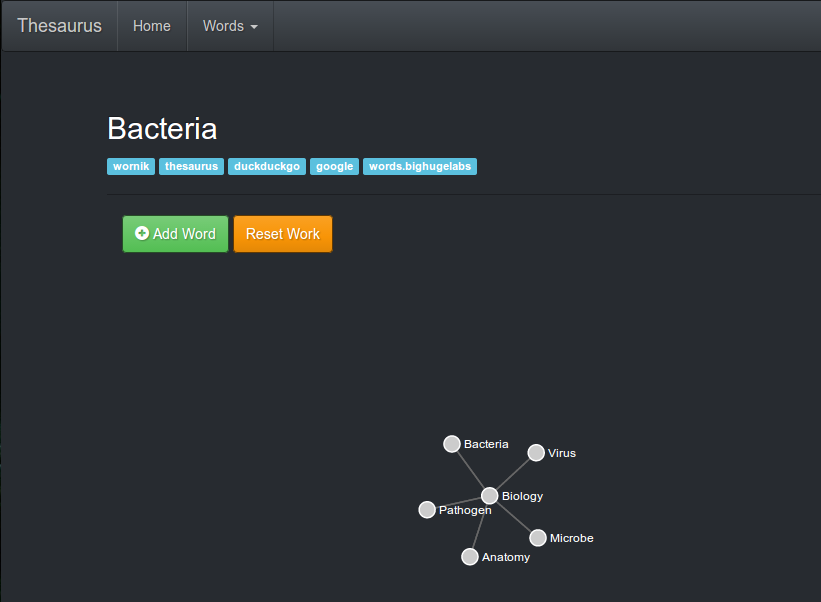 Thesaurus Home Words
Bacteria
wornik thesaurus duckduckgo google words.bighugelabs
Add Word Reset Work
Bacteria
Virus
Biology
Pathogen
Microbe
Anatomy